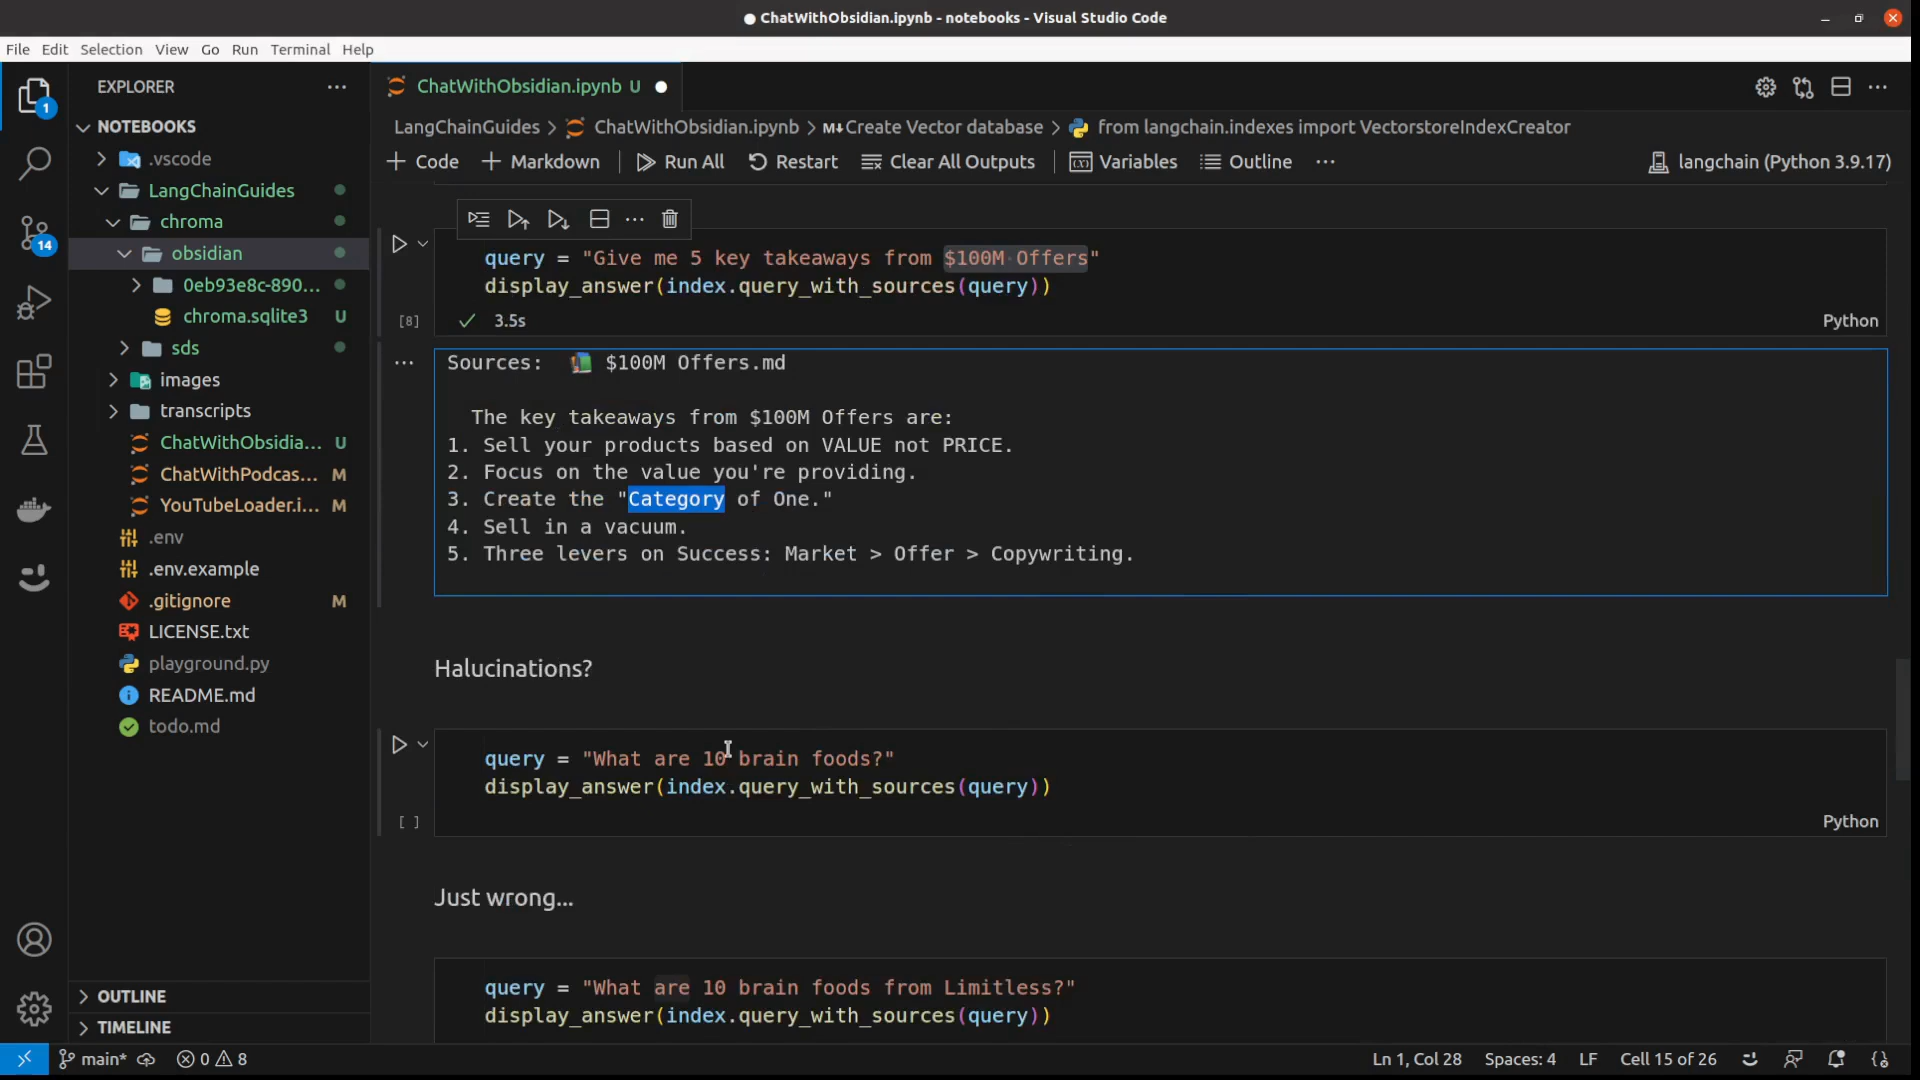 ChatWithObsidian.ipynb - notebooks - Visual Studio Code
File Edit Selection View Go Run Terminal Help
EXPLORER
NOTEBOOKS
.vscode
LangChainGuides
chroma
obsidian
0eb93e8c-890...
chroma.sqlite3 U
sds
images
transcripts
ChatWithObsidia... U
ChatWithPodcas... M
YouTubeLoader.i... M
.env
.env.example
.gitignore M
LICENSE.txt
playground.py
README.md
todo.md
OUTLINE
TIMELINE
1
14
ChatWithObsidian.ipynb U
LangChainGuides > ChatWithObsidian.ipynb > M↓Create Vector database > from langchain.indexes import VectorstoreIndexCreator
+ Code + Markdown Run All Restart Clear All Outputs Variables Outline ... langchain (Python 3.9.17)
query = "Give me 5 key takeaways from $100M Offers"
display_answer(index.query_with_sources(query))
[8] 3.5s Python
Sources: $100M Offers.md
The key takeaways from $100M Offers are:
1. Sell your products based on VALUE not PRICE.
2. Focus on the value you're providing.
3. Create the "Category of One."
4. Sell in a vacuum.
5. Three levers on Success: Market > Offer > Copywriting.
Halucinations?
query = "What are 10 brain foods?"
display_answer(index.query_with_sources(query))
[ ] Python
Just wrong...
query = "What are 10 brain foods from Limitless?"
display_answer(index.query_with_sources(query))
main* 0 8 Ln 1, Col 28 Spaces: 4 LF Cell 15 of 26